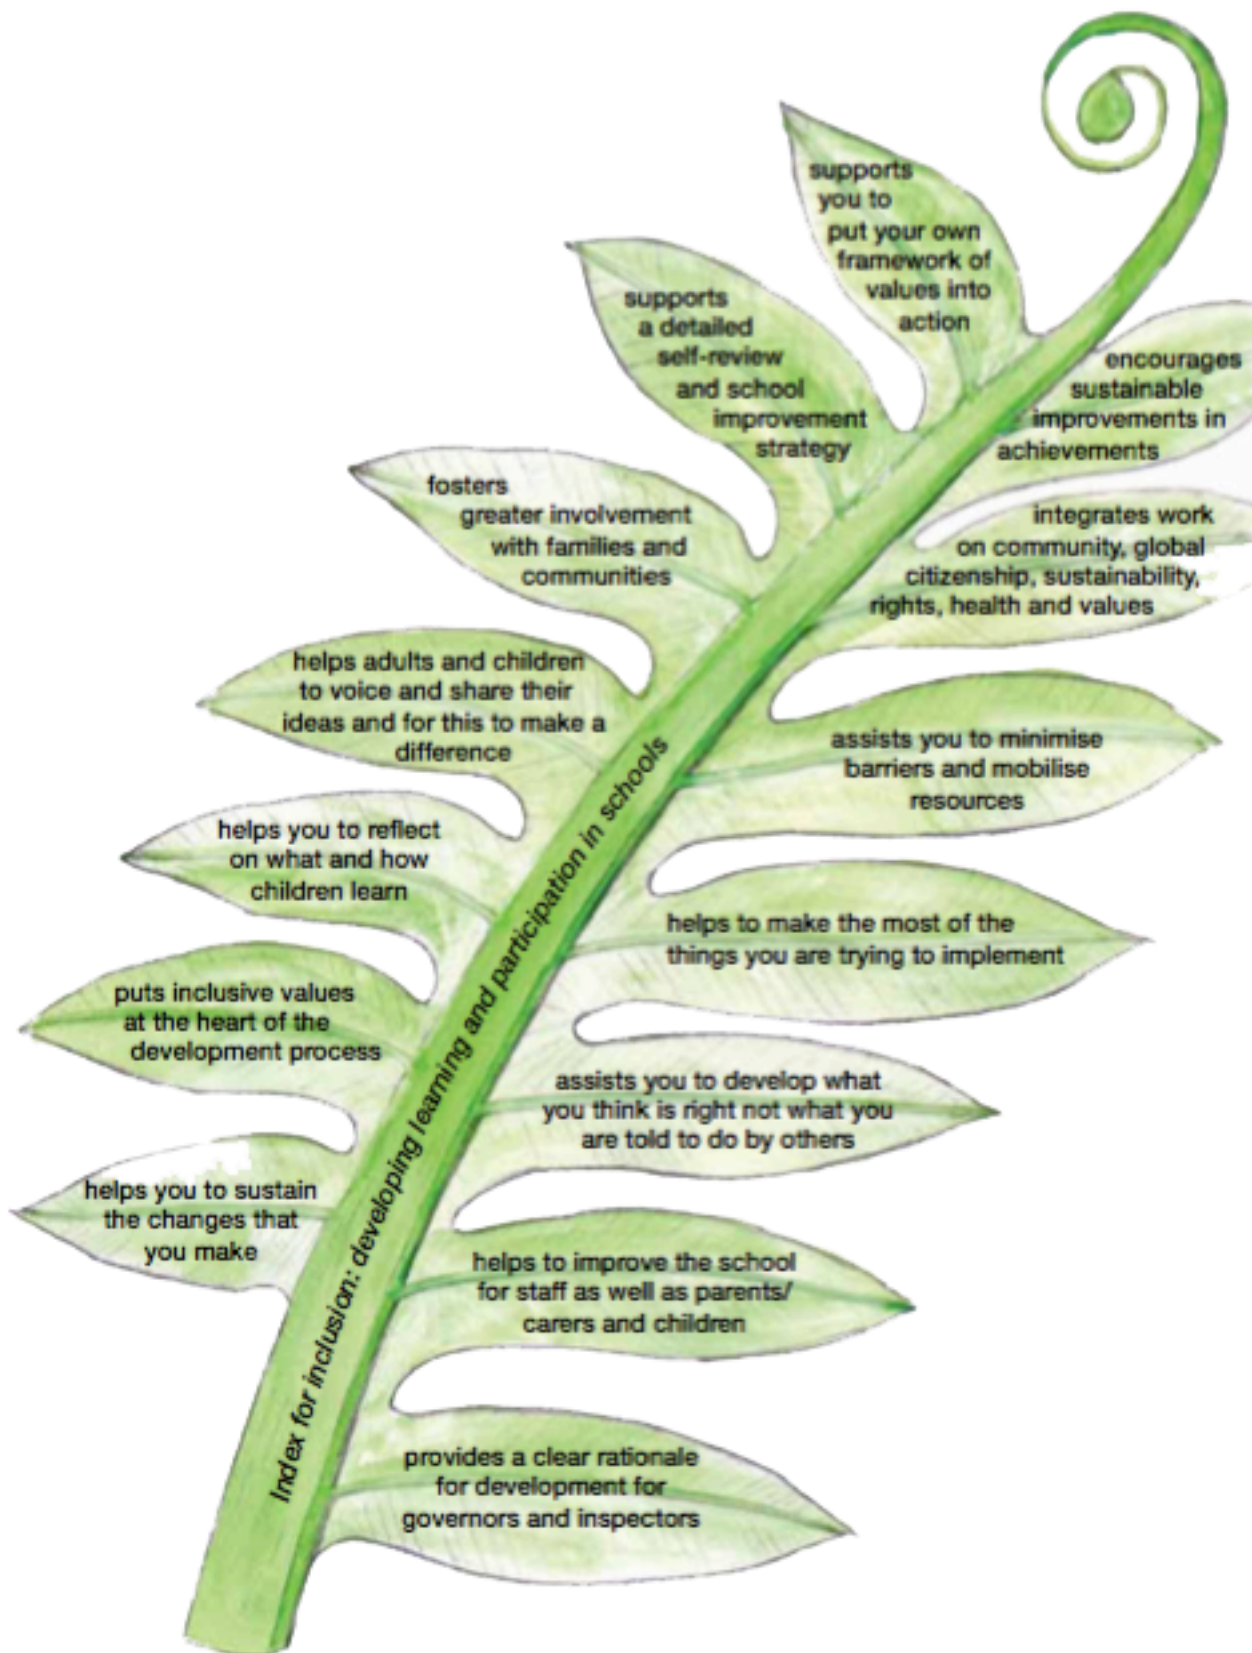 supports
you to
put your own
framework of
values into
action
supports
a detailed
self-review
and school
improvement
strategy
fosters
greater involvement
with families and
communities
helps adults and children
to voice and share their
ideas and for this to make a
difference
helps you to reflect
on what and how
children learn
puts inclusive values
at the heart of the
development process
helps you to sustain
the changes that
you make
Index for inclusion: developing learning and participation in schools
encourages
sustainable
improvements in
achievements
integrates work
on community, global
citizenship, sustainability,
rights, health and values
assists you to minimise
barriers and mobilise
resources
helps to make the most of the
things you are trying to implement
assists you to develop what
you think is right not what you
are told to do by others
helps to improve the school
for staff as well as parents/
carers and children
provides a clear rationale
for development for
governors and inspectors